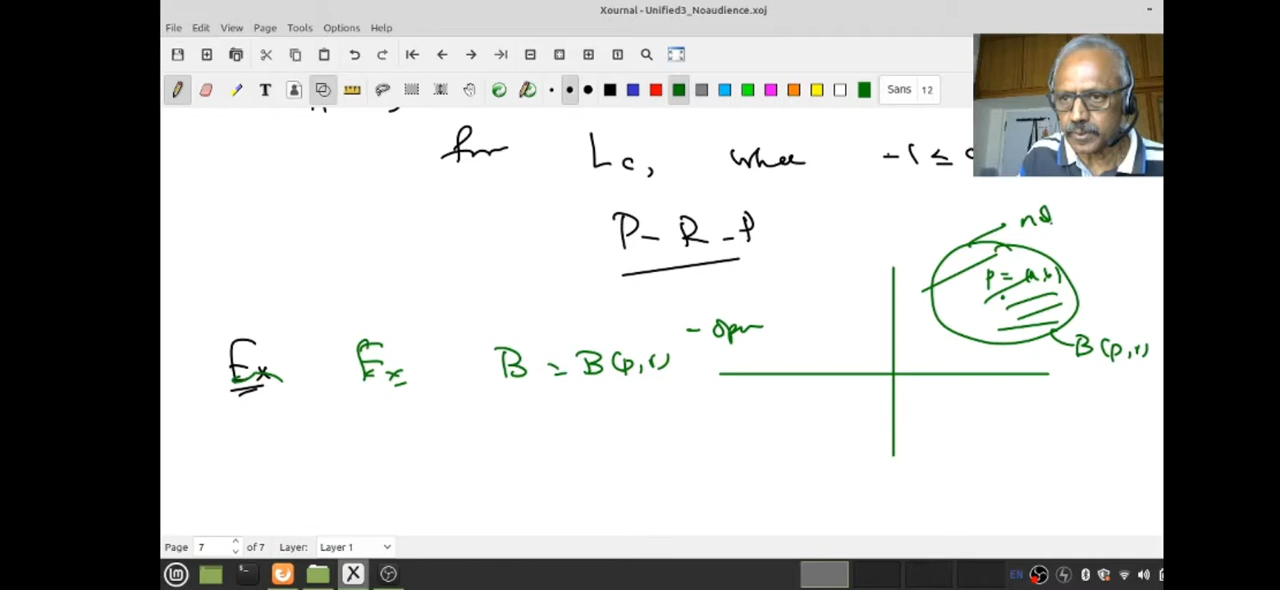 Xournal - Unified3_Noaudience.xoj
File Edit View Page Tools Options Help
Sans 12
for Lc, where -1 ≤ c
P - R - P
p = (a,b)
B(p,r)
- open
Ex Ex B = B(p,r)
Page 7 of 7 Layer: Layer 1
EN